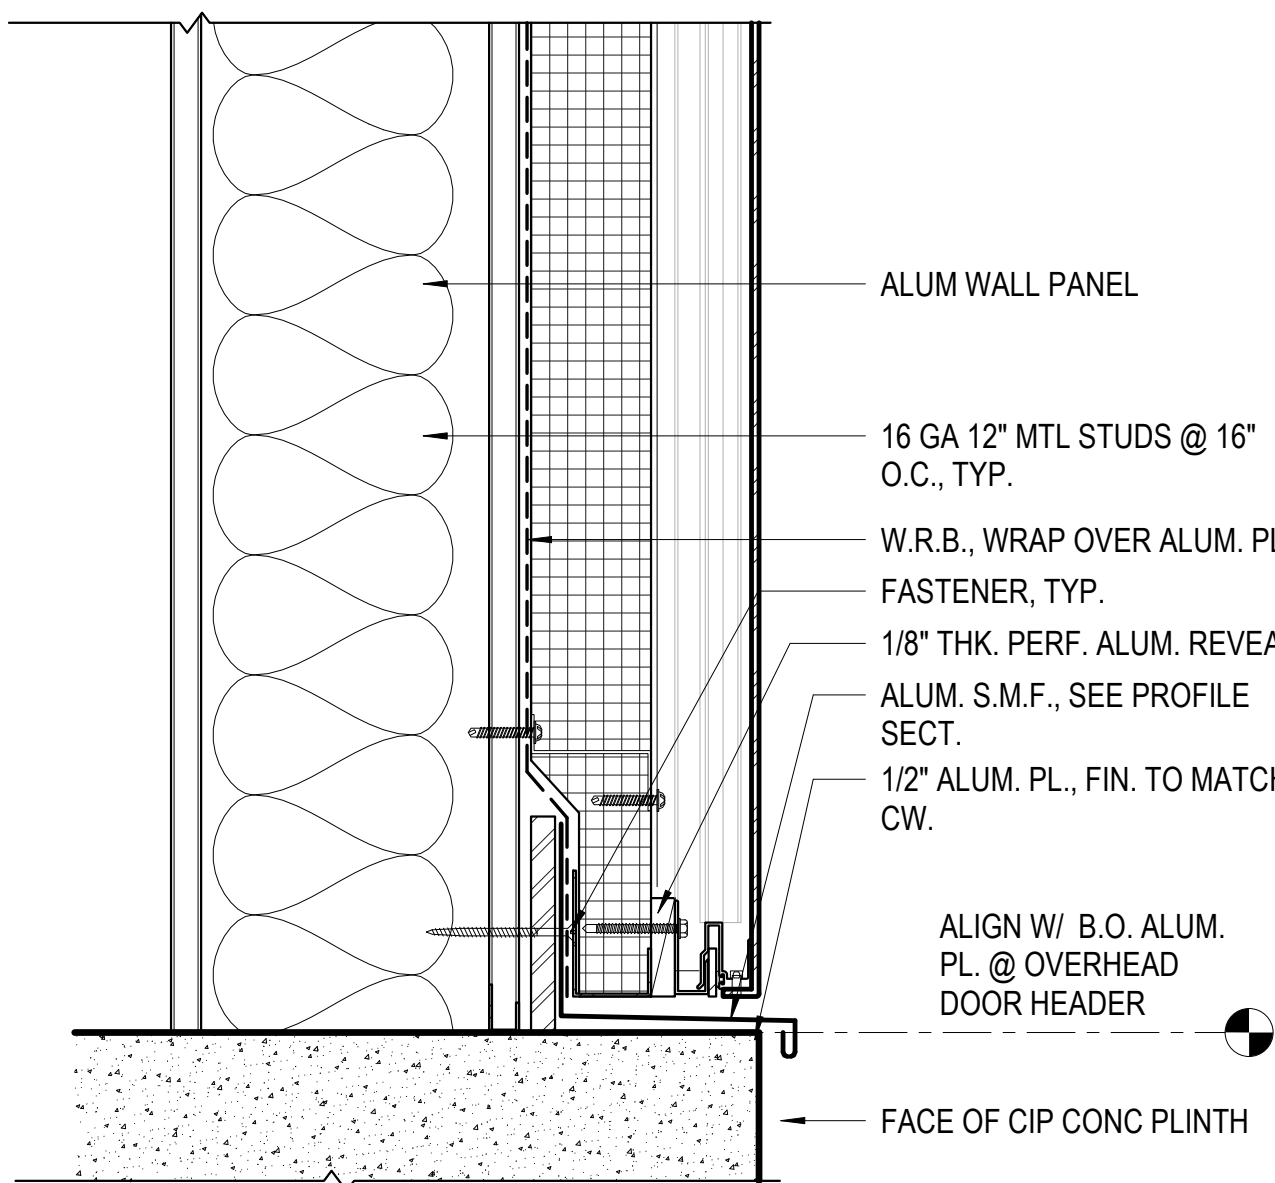 ALUM WALL PANEL
16 GA 12" MTL STUDS @ 16"
O.C., TYP.
W.R.B., WRAP OVER ALUM.
FASTENER, TYP.
1/8" THK. PERF. ALUM.
ALUM. S.M.F., SEE PROFILE
SECT.
1/2" ALUM. PL., FIN. TO MATCH
CW.
ALIGN W/ B.O. ALUM.
PL. @ OVERHEAD
DOOR HEADER
FACE OF CIP CONC PLINTH